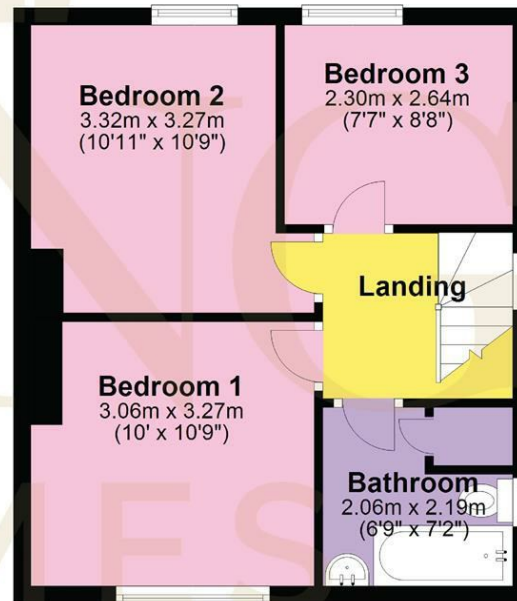 Bedroom 2
3.32m x 3.27m
(10'11" x 10'9")
Bedroom 3
2.30m x 2.64m
(7'7" x 8'8")
Landing
Bedroom 1
3.06m x 3.27m
(10' x 10'9")
Bathroom
2.06m x 2.19m
(6'9" x 7'2")